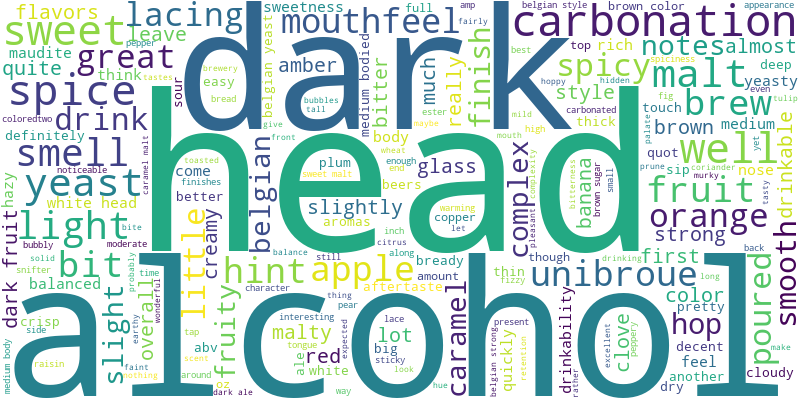 flavors
lacing
sweetness
full
amp
fairly
belgian style
brown color
appearance
sweet
pepper
leave
mouthfeel
carbonation
maudite
great
dark
amber
bitter
much
really
finish
hoppy
best
top
rich
notes
almost
quite
think
tastes
sour
brewery
easy
bread
belgian yeast
medium bodied
spicy
malt
deep
yeasty
spice
hidden
spiciness
even
coloredtwo
drink
bubbles
tall
ester
maybe
style
carbonated
thick
fig
touch
brew
tulip
definitely
caramel malt
give
front
body
mild
high
mouth
brown
medium
palate
smell
noticeable
toasted
head
wheat
enough
end
plum
sweet malt
glass
complex
complexity
pleasant
banana
bitterness
brown sugar
small
quot
well
yet
drinkable
hazy
yeast
come
finishes
better
belgian
beers
sip
nose
coriander
murky
tasty
prune
fruit
white head
slightly
warming
copper
let
aromas
light
bite
little
creamy
inch
citrus
orange
smooth
bubbly
moderate
balance
still
along
bready
though
drinking
first
strong
back
dark fruit
solid
snifter
bit
hint
apple
amount
thin
fizzy
unibroue
long
balanced
probably
time
wonderful
fruity
character
aftertaste
color
pretty
poured
cloudy
crisp
side
slight
overall
earthy
tap
abv
interesting
thing
pear
malty
expected
lace
caramel
quickly
present
drinkability
excellent
clove
peppery
hop
decent
feel
make
alcohol
medium body
raisin
faint
nothing
scent
around
oz
dark ale
ale
red
tongue
white
way
lot
big
sticky
look
hue
belgian strong
retention
rather
another
dry